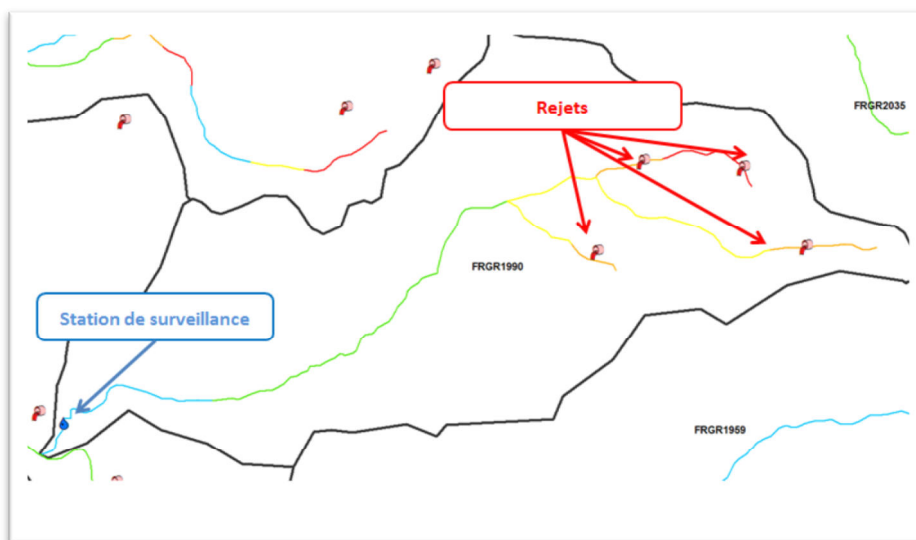 Rejets
FRGR2035
FRGR1990
Station de surveillance
FRGR1959